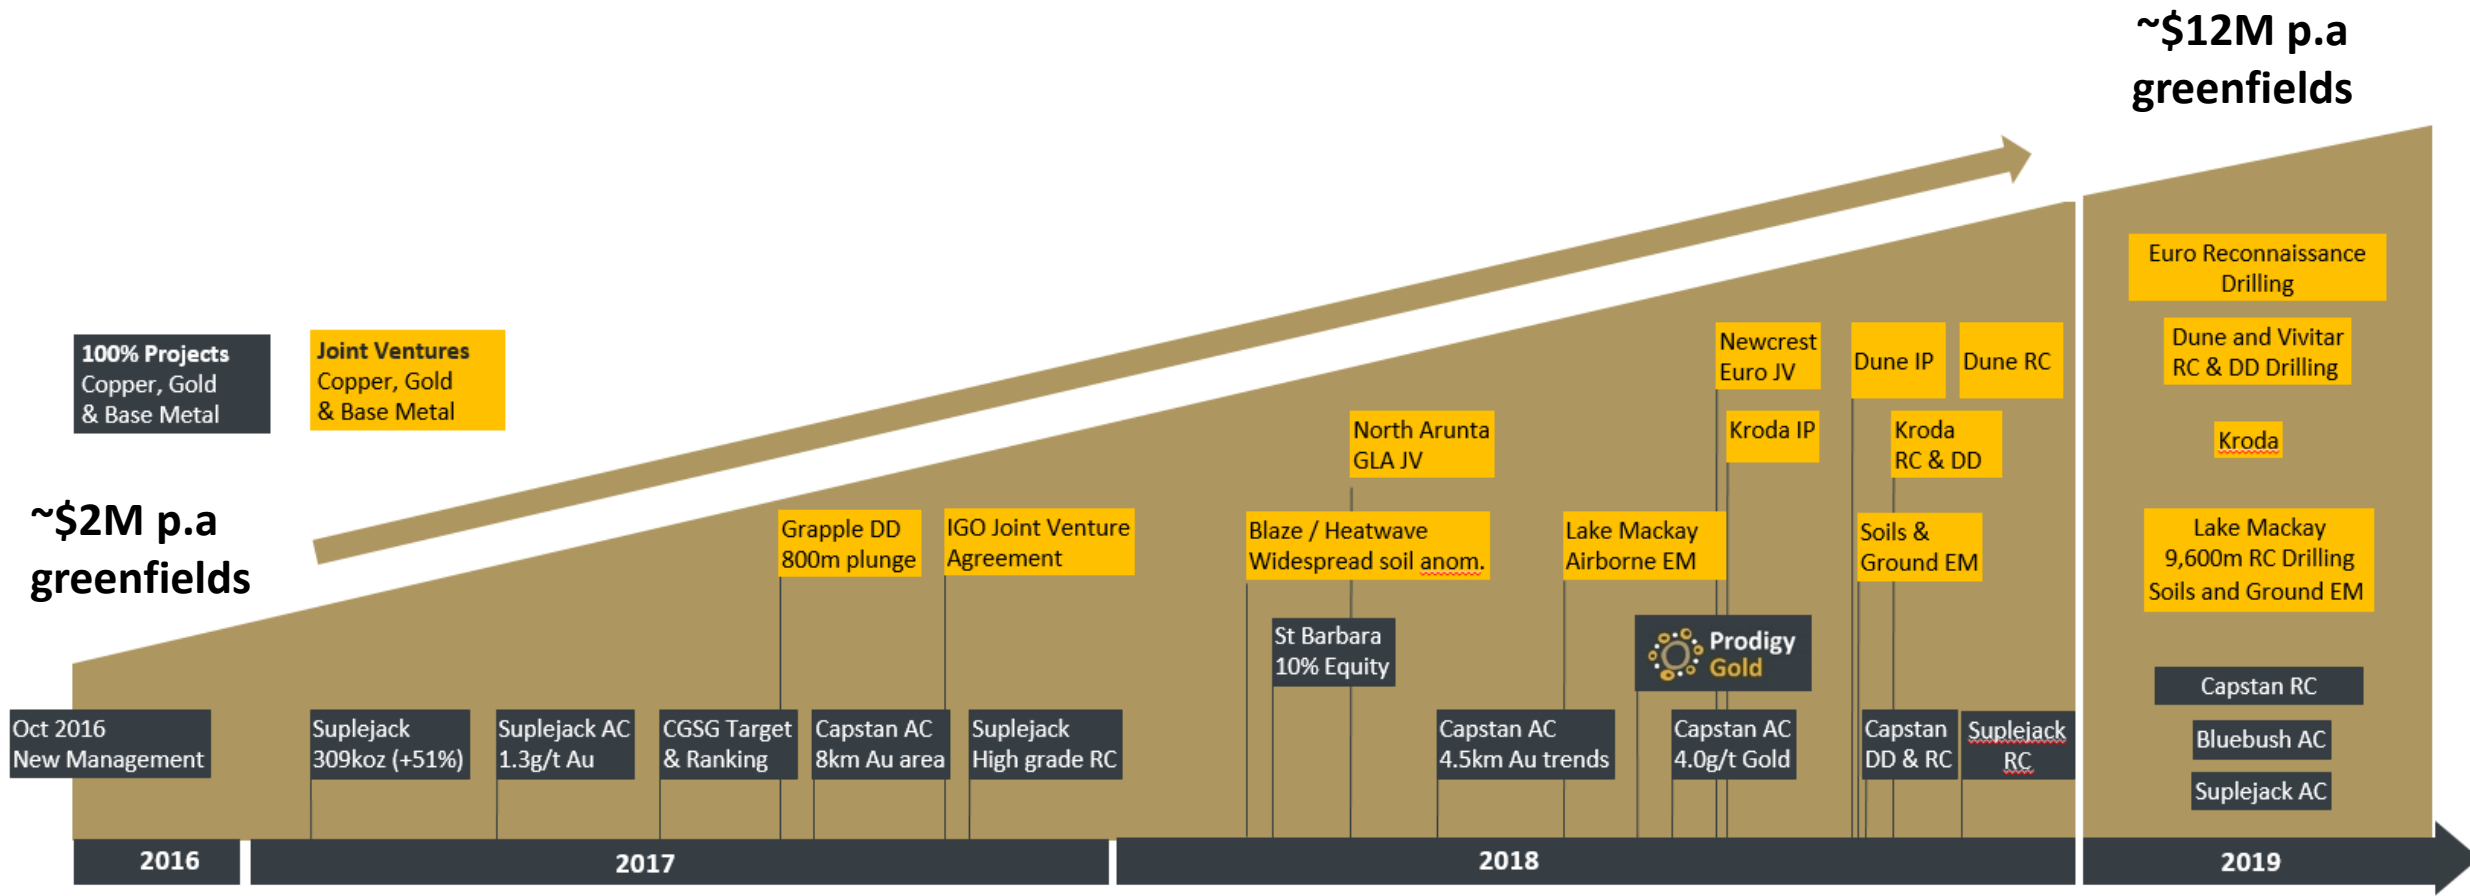 ~$12M p.a
greenfields
100% Projects
Copper, Gold
& Base Metal
Joint Ventures
Copper, Gold
& Base Metal
~$2M p.a
greenfields
Grapple DD
800m plunge
IGO Joint Venture
Agreement
Blaze / Heatwave
Widespread soil anom.
North Arunta
GLA JV
Lake Mackay
Airborne EM
Newcrest
Euro JV
Kroda IP
Dune IP
Dune RC
Kroda
RC & DD
Soils &
Ground EM
St Barbara
10% Equity
Prodigy
Gold
Oct 2016
New Management
Suplejack
309koz (+51%)
Suplejack AC
1.3g/t Au
CGSG Target
& Ranking
Capstan AC
8km Au area
Suplejack
High grade RC
Capstan AC
4.5km Au trends
Capstan AC
4.0g/t Gold
Capstan
DD & RC
Suplejack
RC
Euro Reconnaissance
Drilling
Dune and Vivitar
RC & DD Drilling
Kroda
Lake Mackay
9,600m RC Drilling
Soils and Ground EM
Capstan RC
Bluebush AC
Suplejack AC
2016
2017
2018
2019